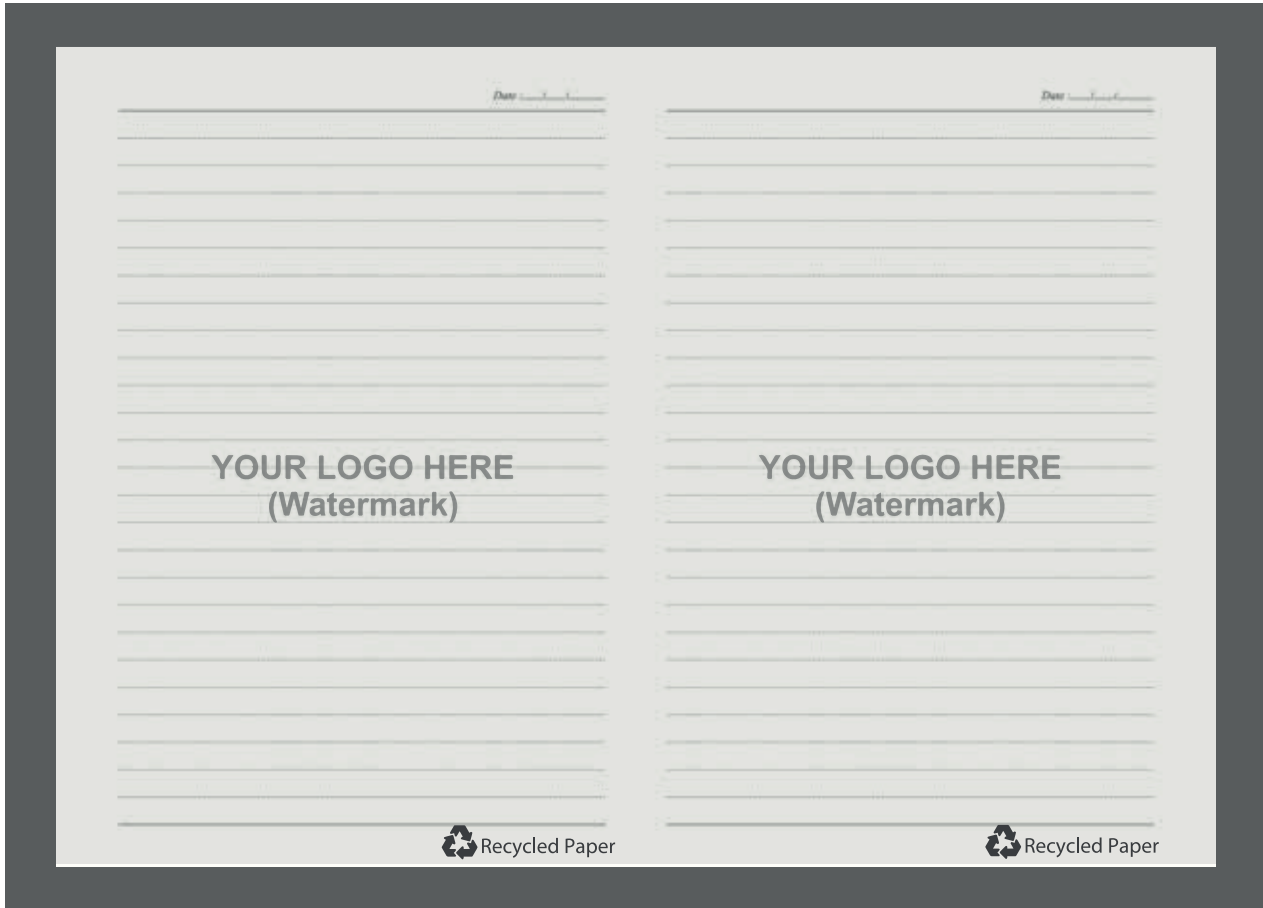 Date :
YOUR LOGO HERE
(Watermark)
Recycled Paper
Date :
YOUR LOGO HERE
(Watermark)
Recycled Paper